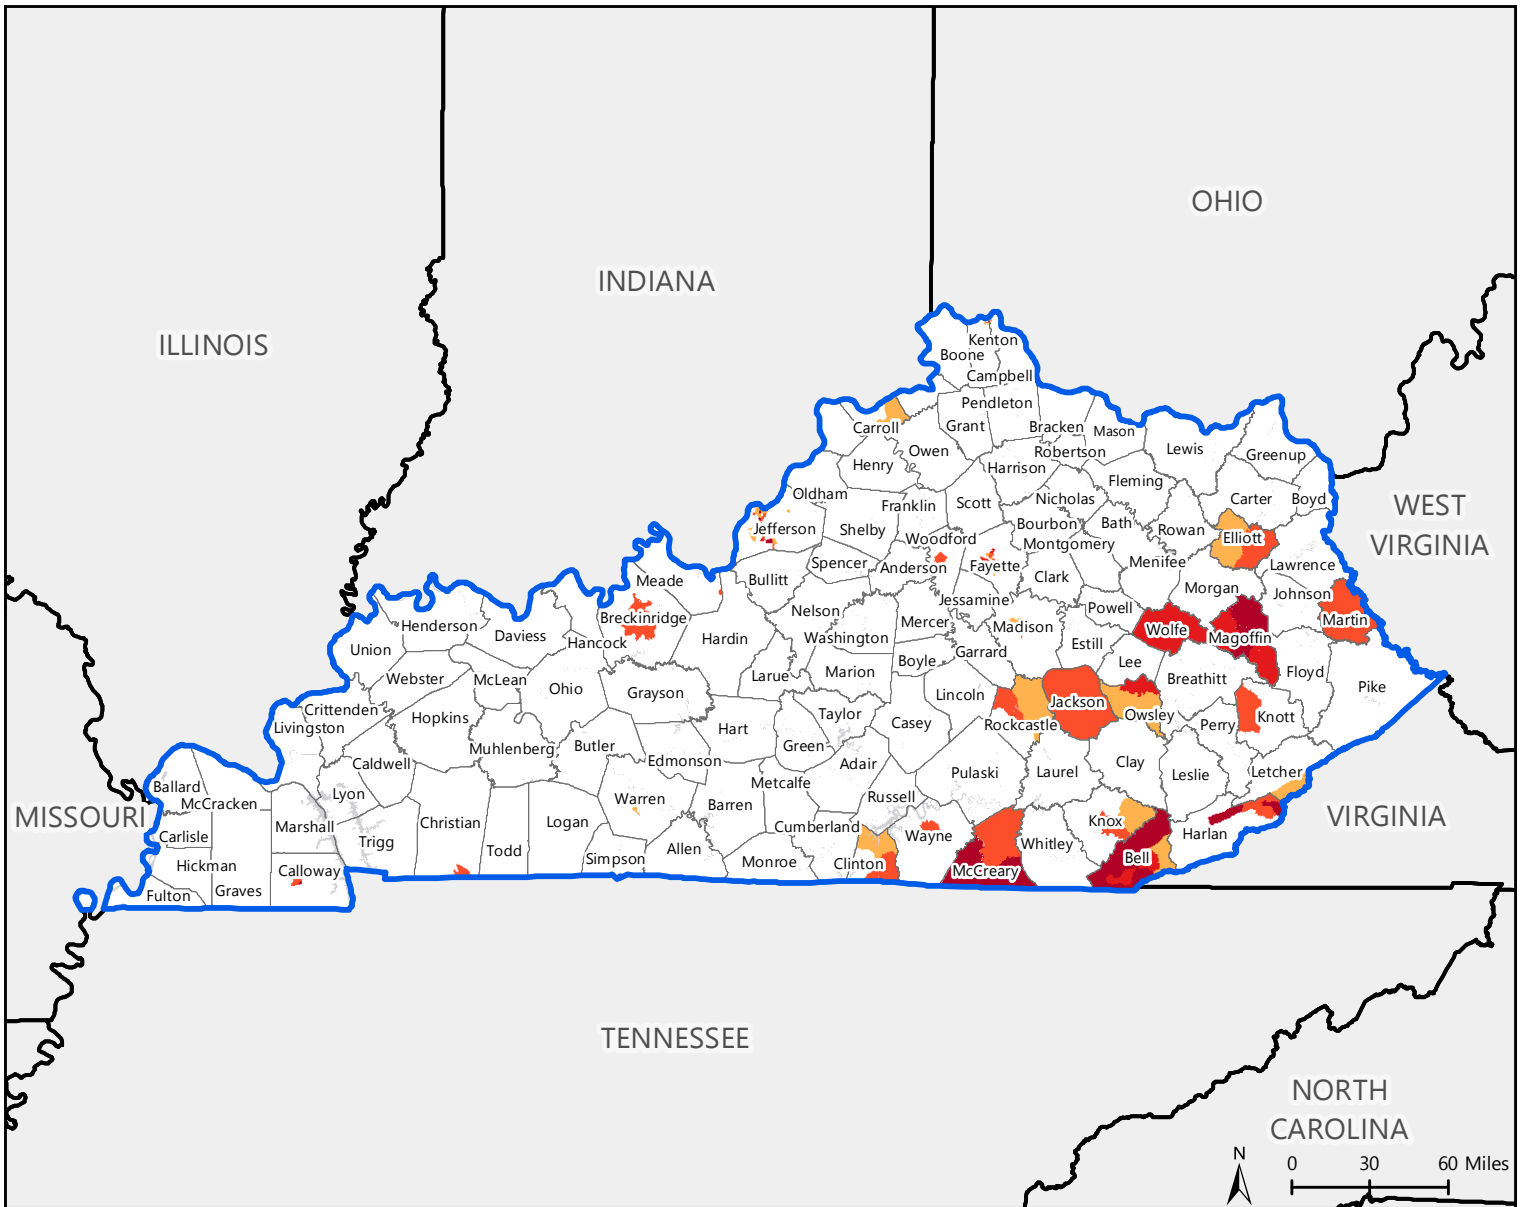 OHIO
INDIANA
ILLINOIS
Kenton
Boone
Campbell
Pendleton
Carroll
Grant
Bracken
Mason
Owen
Robertson
Lewis
Greenup
Henry
Harrison
Fleming
Oldham
Franklin
Scott
Nicholas
Carter
Boyd
WEST
VIRGINIA
Jefferson
Shelby
Woodford
Bourbon
Bath
Rowan
Elliott
Montgomery
Spencer
Anderson
Fayette
Menifee
Lawrence
Meade
Bullitt
Clark
Morgan
Johnson
Nelson
Jessamine
Powell
Breckinridge
Henderson
Daviess
Hancock
Hardin
Washington
Mercer
Madison
Wolfe
Magoffin
Martin
Union
Garrard
Estill
Boyle
Lee
Webster
McLean
Ohio
Grayson
Larue
Marion
Lincoln
Breathitt
Floyd
Pike
Crittenden
Livingston
Hopkins
Taylor
Casey
Rockcastle
Jackson
Owsley
Perry
Knott
Hart
Green
Muhlenberg
Butler
Edmonson
Adair
Caldwell
Pulaski
Laurel
Clay
Leslie
Letcher
Ballard
McCracken
Lyon
Warren
Metcalfe
Barren
Russell
MISSOURI
VIRGINIA
Carlisle
Marshall
Trigg
Christian
Todd
Logan
Cumberland
Wayne
Knox
Harlan
Hickman
Calloway
Simpson
Allen
Monroe
Clinton
McCreary
Whitley
Bell
Fulton
Graves
TENNESSEE
NORTH
CAROLINA
N
0 30 60 Miles